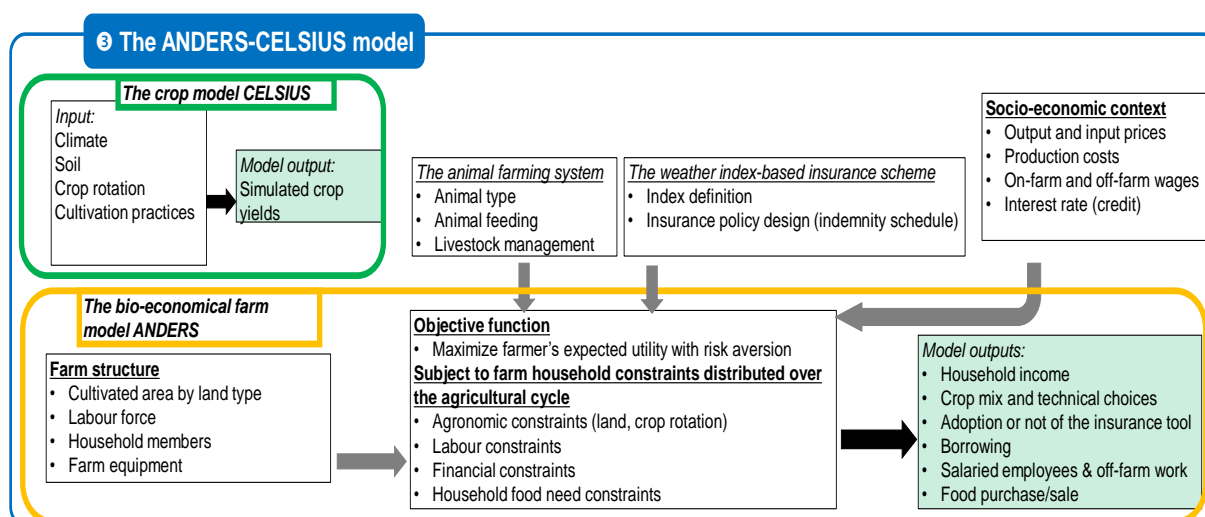 ❸ The ANDERS-CELSIUS model
The crop model CELSIUS
Input:
Climate
Soil
Crop rotation
Cultivation practices
Model output:
Simulated crop
yields
The animal farming system
• Animal type
• Animal feeding
• Livestock management
The weather index-based insurance scheme
• Index definition
• Insurance policy design (indemnity schedule)
Socio-economic context
• Output and input prices
• Production costs
• On-farm and off-farm wages
• Interest rate (credit)
The bio-economical farm
model ANDERS
Farm structure
• Cultivated area by land type
• Labour force
• Household members
• Farm equipment
Objective function
• Maximize farmer's expected utility with risk aversion
Subject to farm household constraints distributed over
the agricultural cycle
• Agronomic constraints (land, crop rotation)
• Labour constraints
• Financial constraints
• Household food need constraints
Model outputs:
• Household income
• Crop mix and technical choices
• Adoption or not of the insurance tool
• Borrowing
• Salaried employees & off-farm work
• Food purchase/sale